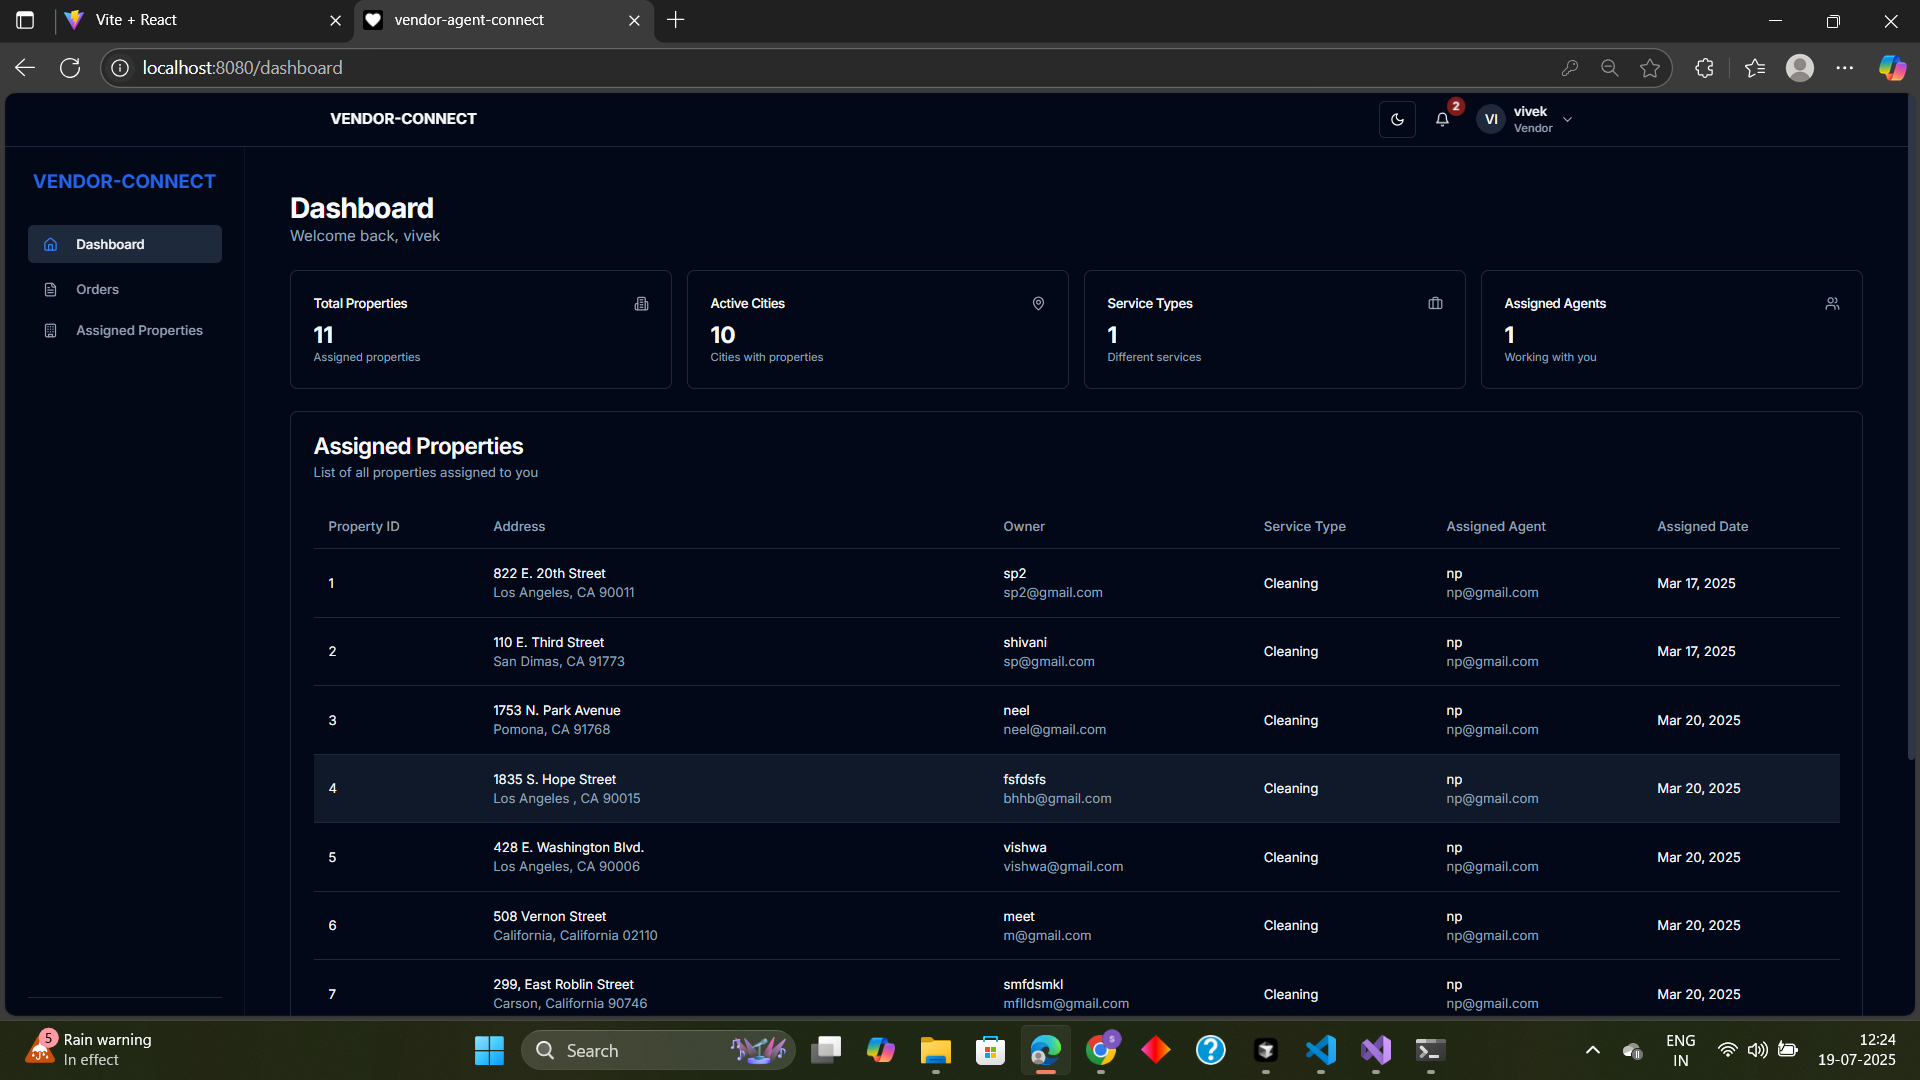 Vite + React
vendor-agent-connect
localhost:8080/dashboard
VENDOR-CONNECT
2
VI
vivek
Vendor
VENDOR-CONNECT
Dashboard
Orders
Assigned Properties
Dashboard
Welcome back, vivek
Total Properties
11
Assigned properties
Active Cities
10
Cities with properties
Service Types
1
Different services
Assigned Agents
1
Working with you
Assigned Properties
List of all properties assigned to you
Property ID Address Owner Service Type Assigned Agent Assigned Date
1 822 E. 20th Street sp2 Cleaning np Mar 17, 2025
Los Angeles, CA 90011 sp2@gmail.com np@gmail.com
2 110 E. Third Street shivani Cleaning np Mar 17, 2025
San Dimas, CA 91773 sp@gmail.com np@gmail.com
3 1753 N. Park Avenue neel Cleaning np Mar 20, 2025
Pomona, CA 91768 neel@gmail.com np@gmail.com
4 1835 S. Hope Street fsfdsfs Cleaning np Mar 20, 2025
Los Angeles , CA 90015 bhhb@gmail.com np@gmail.com
5 428 E. Washington Blvd. vishwa Cleaning np Mar 20, 2025
Los Angeles, CA 90006 vishwa@gmail.com np@gmail.com
6 508 Vernon Street meet Cleaning np Mar 20, 2025
California, California 02110 m@gmail.com np@gmail.com
7 299, East Roblin Street smfdsmkl Cleaning np Mar 20, 2025
Carson, California 90746 mflldsm@gmail.com np@gmail.com
5
Rain warning
In effect
Search
S
ENG
IN
12:24
19-07-2025